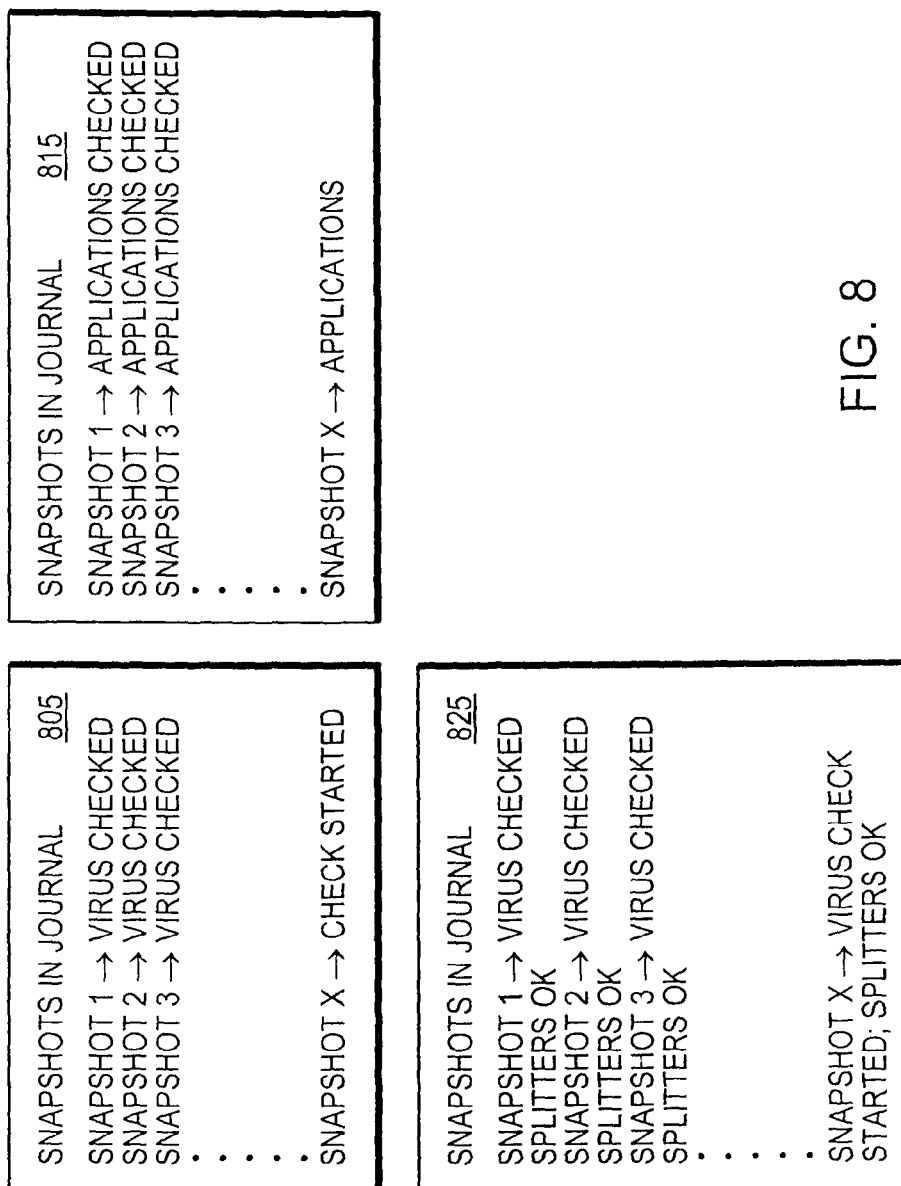 SNAPSHOTS IN JOURNAL 805
SNAPSHOT 1 → VIRUS CHECKED
SNAPSHOT 2 → VIRUS CHECKED
SNAPSHOT 3 → VIRUS CHECKED
.
.
.
.
.
SNAPSHOT X → CHECK STARTED
SNAPSHOTS IN JOURNAL 815
SNAPSHOT 1 → APPLICATIONS CHECKED
SNAPSHOT 2 → APPLICATIONS CHECKED
SNAPSHOT 3 → APPLICATIONS CHECKED
.
.
.
.
.
SNAPSHOT X → APPLICATIONS
SNAPSHOTS IN JOURNAL 825
SNAPSHOT 1 → VIRUS CHECKED
SPLITTERS OK
SNAPSHOT 2 → VIRUS CHECKED
SPLITTERS OK
SNAPSHOT 3 → VIRUS CHECKED
SPLITTERS OK
.
.
.
.
.
SNAPSHOT X → VIRUS CHECK
STARTED; SPLITTERS OK
FIG. 8